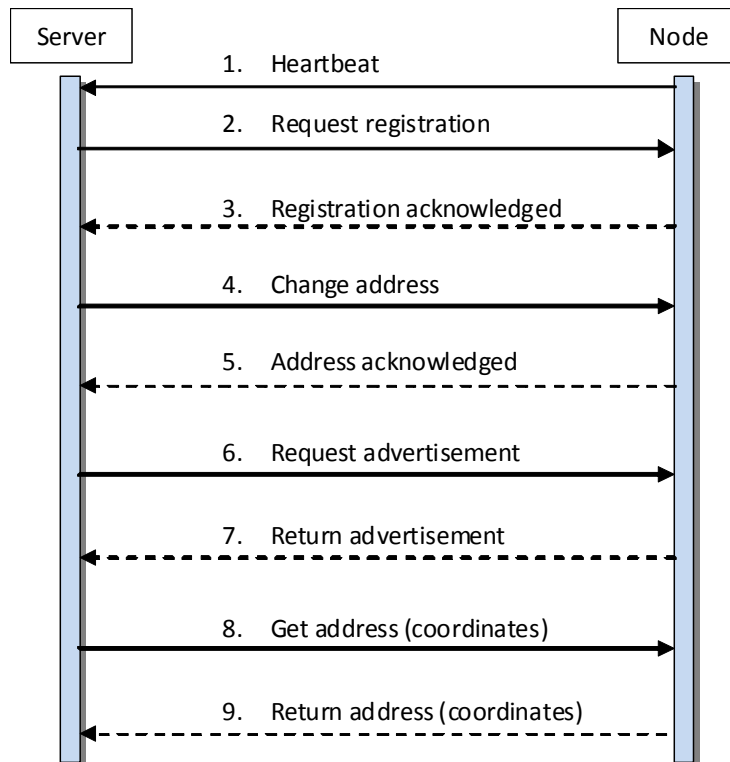 Server
Node
1. Heartbeat
2. Request registration
3. Registration acknowledged
4. Change address
5. Address acknowledged
6. Request advertisement
7. Return advertisement
8. Get address (coordinates)
9. Return address (coordinates)